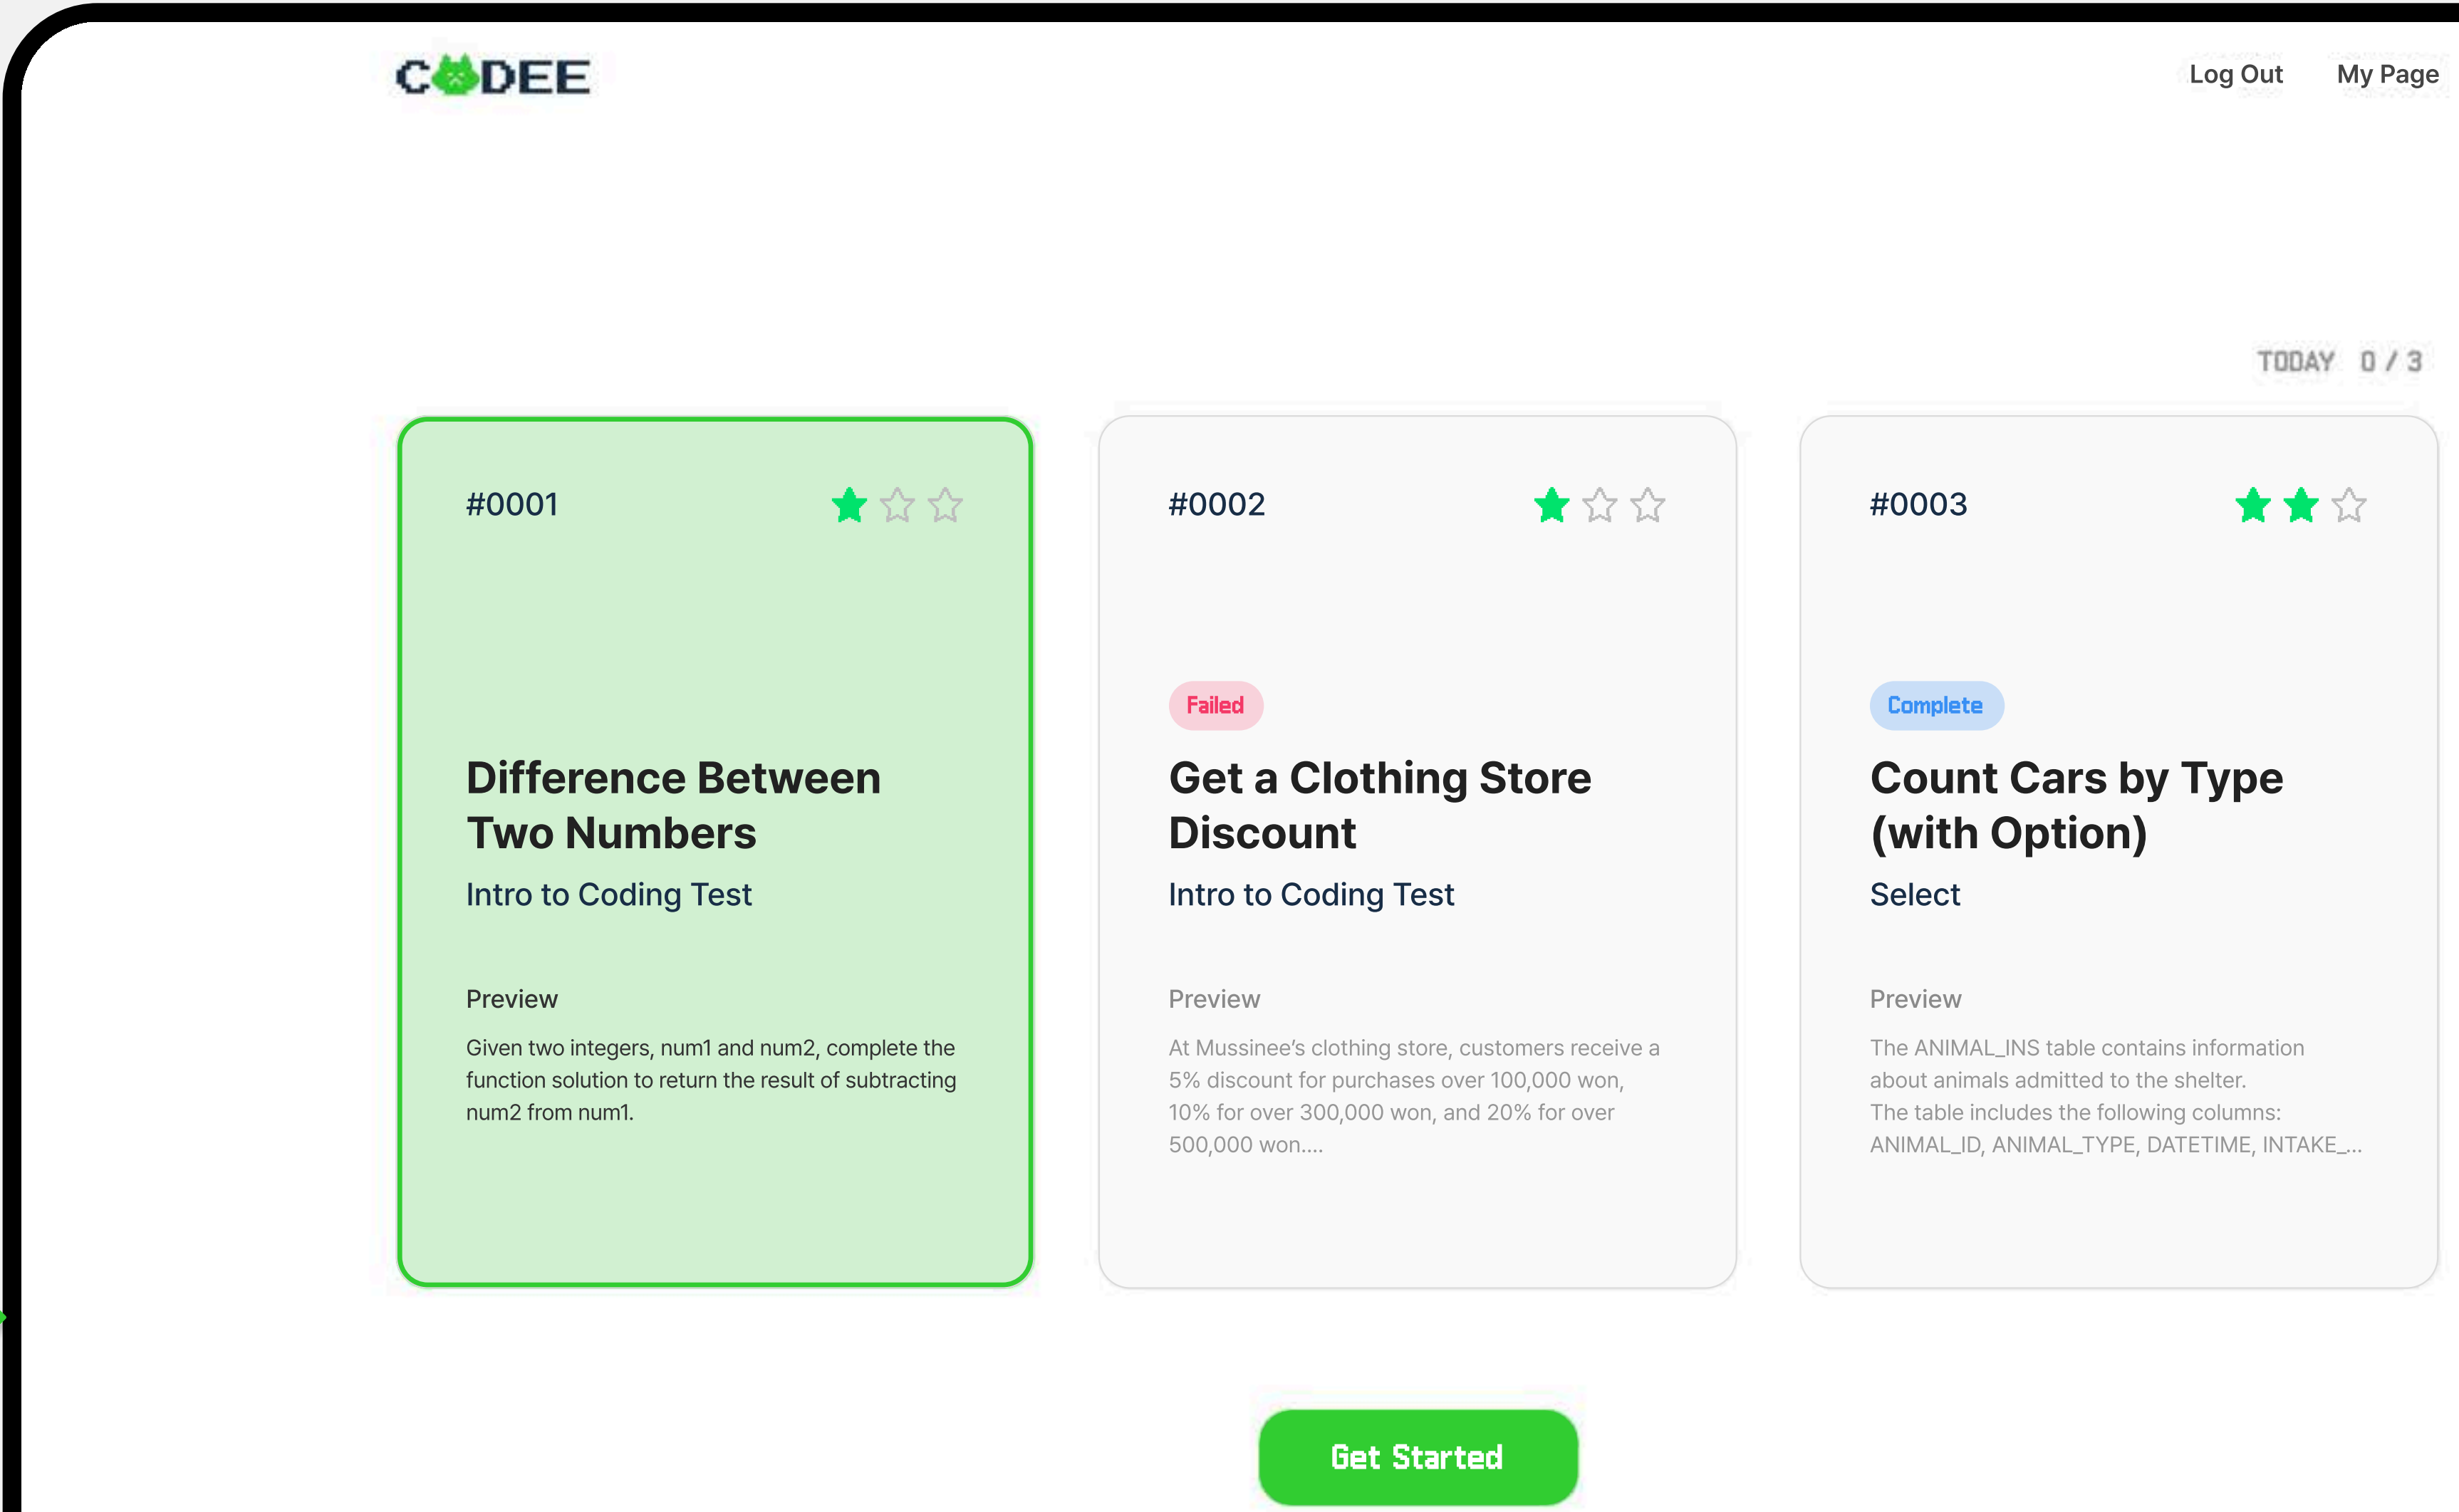 CODEE
Log Out My Page
TODAY 0 / 3
#0001
Difference Between
Two Numbers
Intro to Coding Test
Preview
Given two integers, num1 and num2, complete the
function solution to return the result of subtracting
num2 from num1.
#0002
Failed
Get a Clothing Store
Discount
Intro to Coding Test
Preview
At Mussinee’s clothing store, customers receive a
5% discount for purchases over 100,000 won,
10% for over 300,000 won, and 20% for over
500,000 won....
#0003
Complete
Count Cars by Type
(with Option)
Select
Preview
The ANIMAL_INS table contains information
about animals admitted to the shelter.
The table includes the following columns:
ANIMAL_ID, ANIMAL_TYPE, DATETIME, INTAKE_...
Get Started